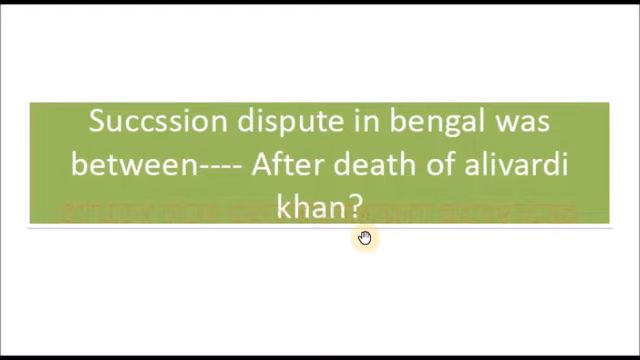 Succssion dispute in bengal was
between---- After death of alivardi
khan?